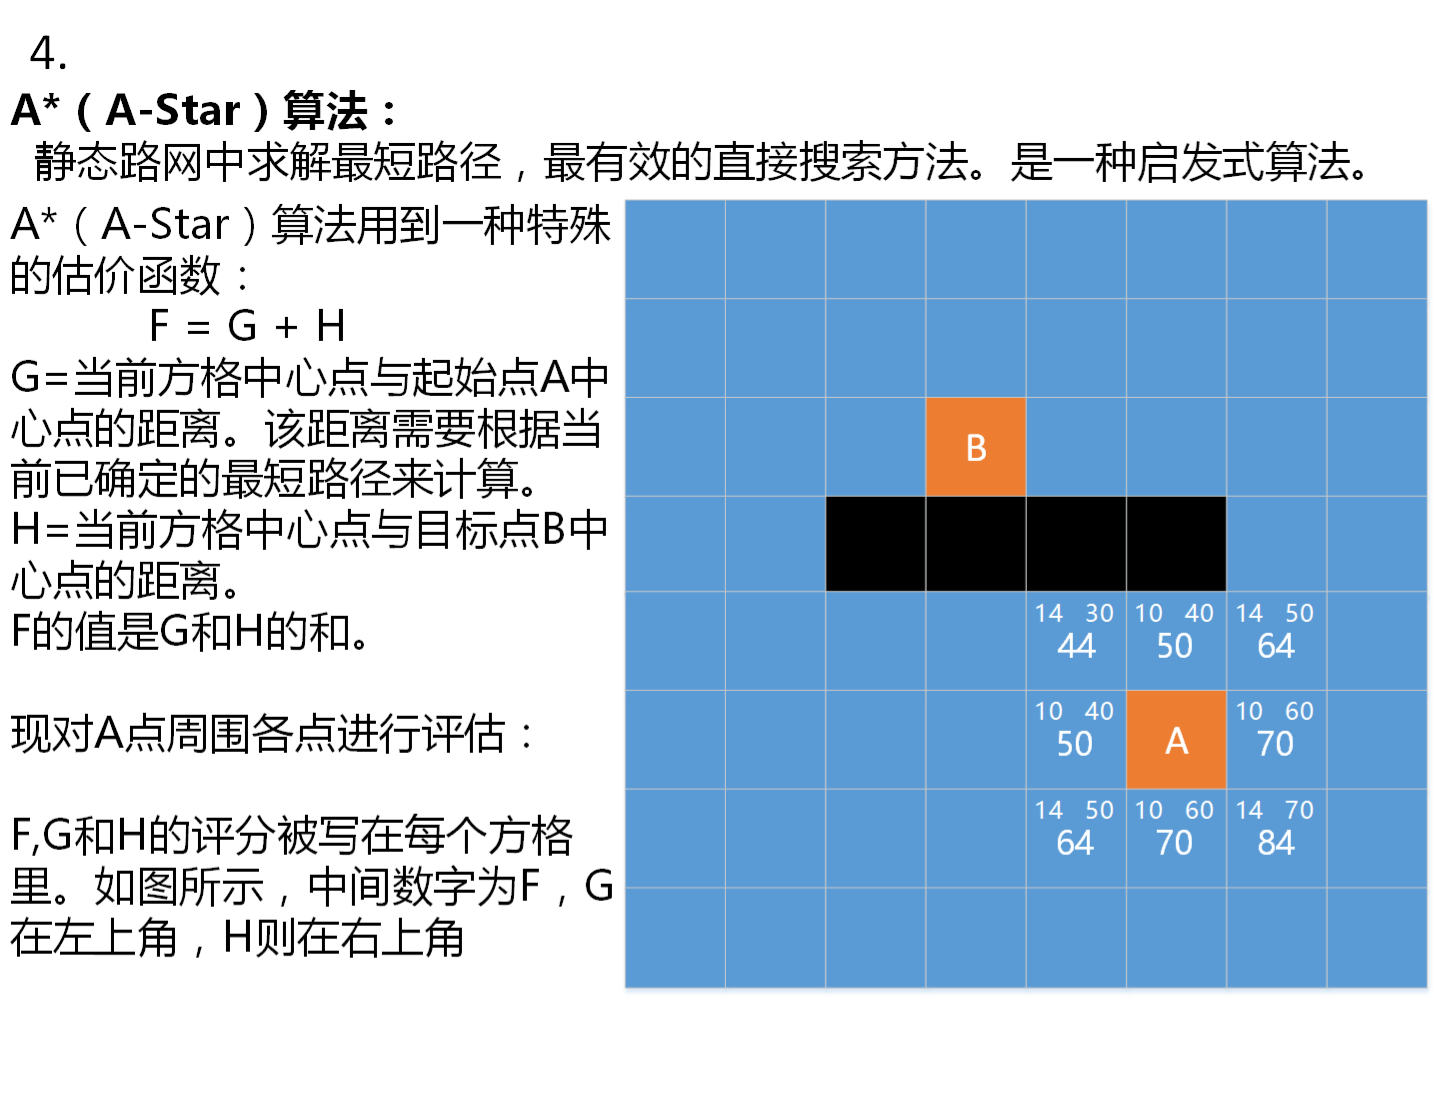 4.
A*（A-Star）算法：
静态路网中求解最短路径，最有效的直接搜索方法。是一种启发式算法。
A*（A-Star）算法用到一种特殊
的估价函数：
F = G + H
G=当前方格中心点与起始点A中
心点的距离。该距离需要根据当
前已确定的最短路径来计算。
H=当前方格中心点与目标点B中
心点的距离。
F的值是G和H的和。
现对A点周围各点进行评估：
F,G和H的评分被写在每个方格
里。如图所示，中间数字为F，G
在左上角，H则在右上角
B
14 30 10 40 14 50
44 50 64
10 40 10 60
50 A 70
14 50 10 60 14 70
64 70 84